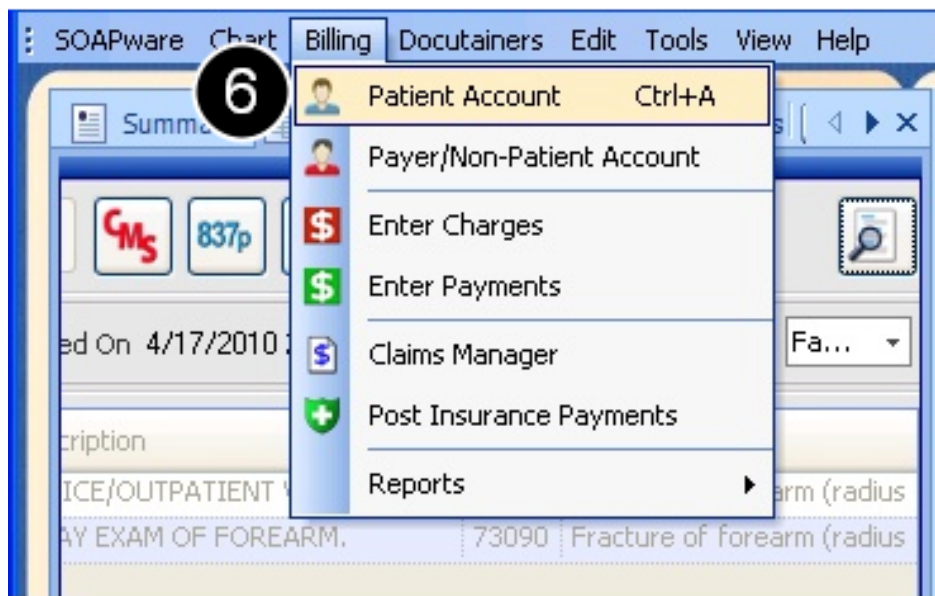 SOAPware Chart Billing Docutainers Edit Tools View Help
6
Patient Account Ctrl+A
Summa
s
Payer/Non-Patient Account
CMS 837p
Enter Charges
Enter Payments
ed On 4/17/2010
Claims Manager
Fa...
Post Insurance Payments
cription
Reports
ICE/OUTPATIENT
arm (radius
AY EXAM OF FOREARM. 73090 Fracture of forearm (radius